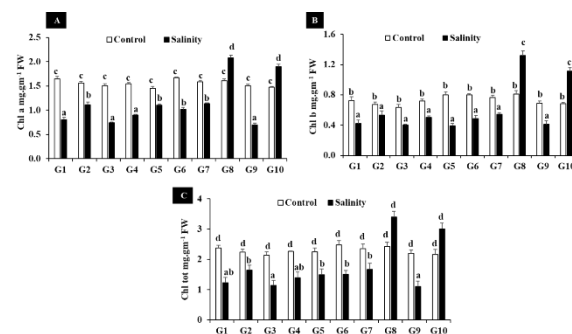 A
Control Salinity
Chl a mg.gm⁻¹ FW
2.5
2.0
1.5
1.0
0.5
0.0
c a c b c a c a c b c b c b c d c a c d
G1 G2 G3 G4 G5 G6 G7 G8 G9 G10
B
Control Salinity
Chl b mg.gm⁻¹ FW
1.6
1.2
0.8
0.4
0
b a b a b a b a b a b a b a b c b a b c
G1 G2 G3 G4 G5 G6 G7 G8 G9 G10
C
Control Salinity
Chl tot mg.gm⁻¹ FW
4
3
2
1
0
d ab d b d a d ab d b d b d b d d d a d d
G1 G2 G3 G4 G5 G6 G7 G8 G9 G10